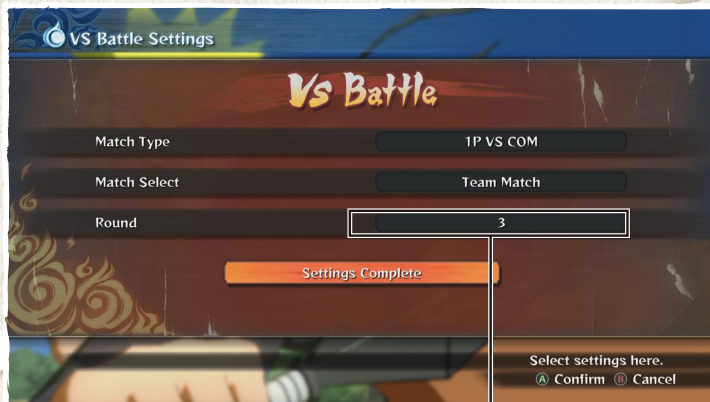 VS Battle Settings
Vs Battle
Match Type 1P VS COM
Match Select Team Match
Round 3
Settings Complete
Select settings here.
A Confirm B Cancel